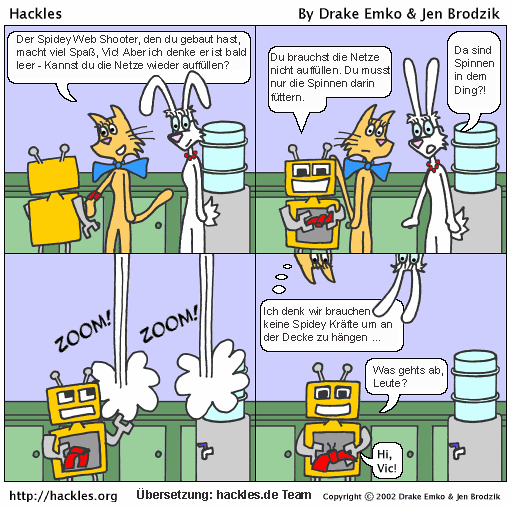 Hackles
By Drake Emko & Jen Brodzik
Der Spidey Web Shooter, den du gebaut hast,
macht viel Spaß, Vic! Aber ich denke er ist bald
leer - Kannst du die Netze wieder auffüllen?
Du brauchst die Netze
nicht auffüllen. Du musst
nur die Spinnen darin
füttern.
Da sind
Spinnen
in dem
Ding?!
ZOOM!
ZOOM!
Ich denk wir brauchen
keine Spidey Kräfte um an
der Decke zu hängen ...
Was gehts ab,
Leute?
Hi,
Vic!
http://hackles.org
Übersetzung: hackles.de Team
Copyright © 2002 Drake Emko & Jen Brodzik